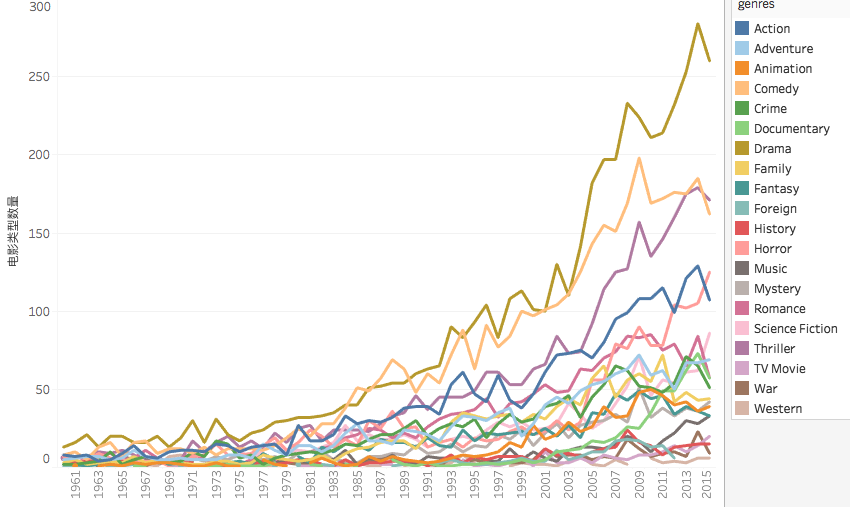 genres
300
250
200
150
100
50
0
电影类型数量
1961
1963
1965
1967
1969
1971
1973
1975
1977
1979
1981
1983
1985
1987
1989
1991
1993
1995
1997
1999
2001
2003
2005
2007
2009
2011
2013
2015
Action
Adventure
Animation
Comedy
Crime
Documentary
Drama
Family
Fantasy
Foreign
History
Horror
Music
Mystery
Romance
Science Fiction
Thriller
TV Movie
War
Western